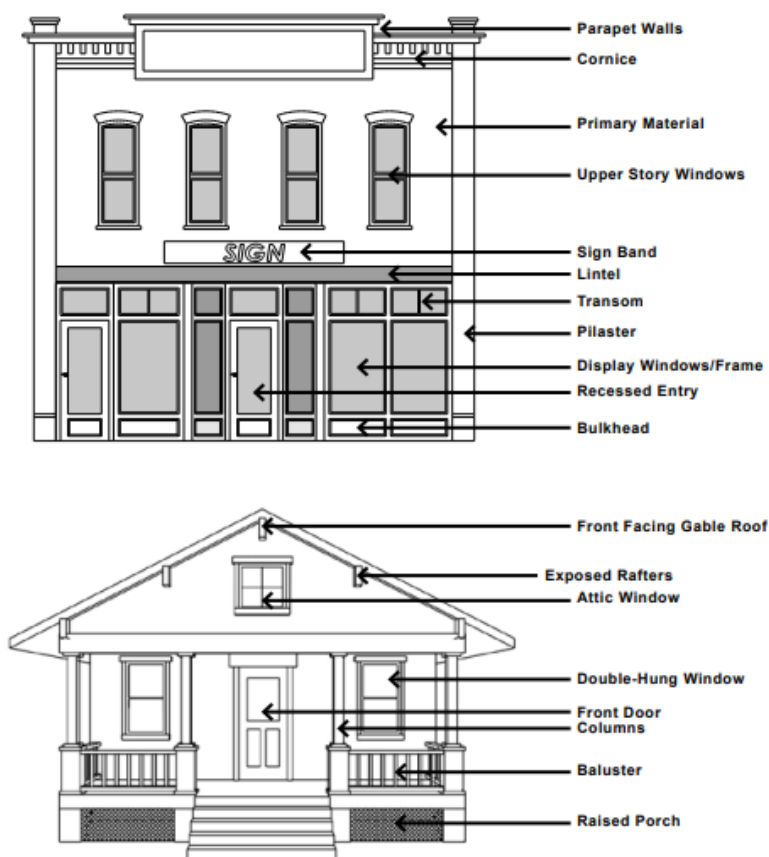 Parapet Walls
Cornice
Primary Material
Upper Story Windows
SIGN
Sign Band
Lintel
Transom
Pilaster
Display Windows/Frame
Recessed Entry
Bulkhead
Front Facing Gable Roof
Exposed Rafters
Attic Window
Double-Hung Window
Front Door
Columns
Baluster
Raised Porch